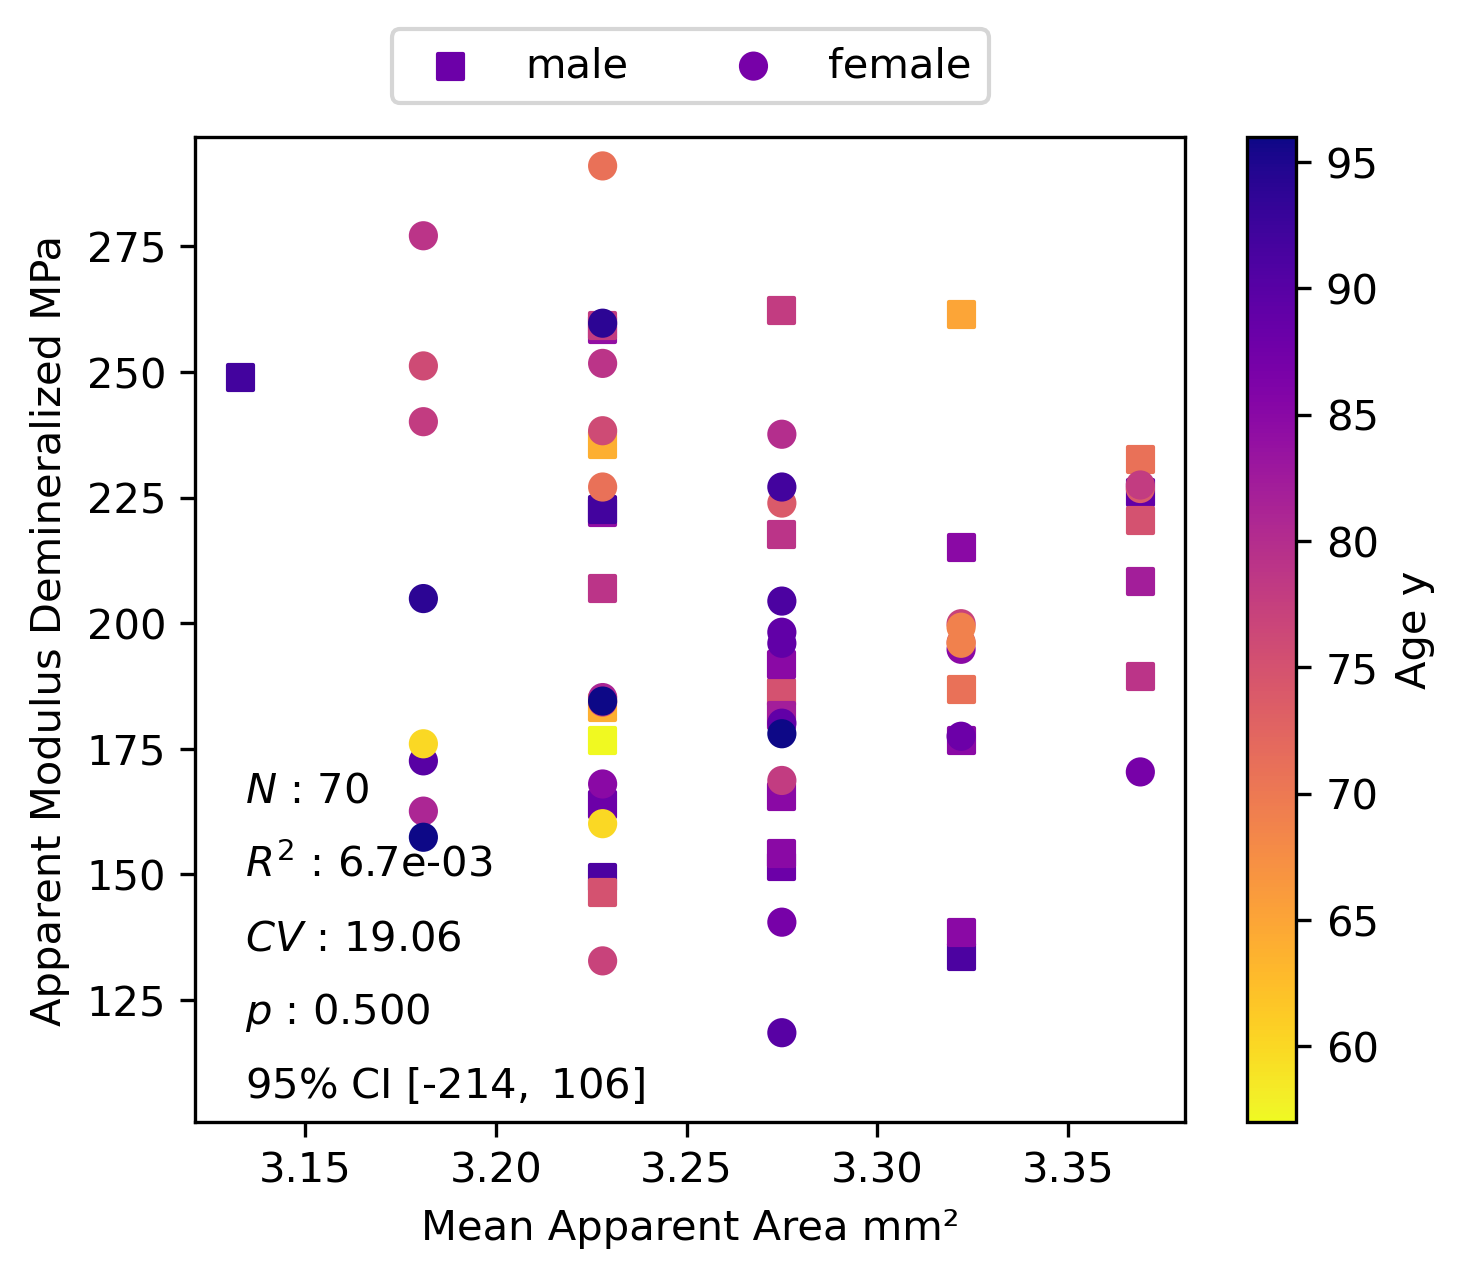 male female
275
250
225
200
175
150
125
Apparent Modulus Demineralized MPa
N : 70
R² : 6.7e-03
CV : 19.06
p : 0.500
95% CI [-214, 106]
3.15 3.20 3.25 3.30 3.35
Mean Apparent Area mm²
95
90
85
80
75
70
65
60
Age y